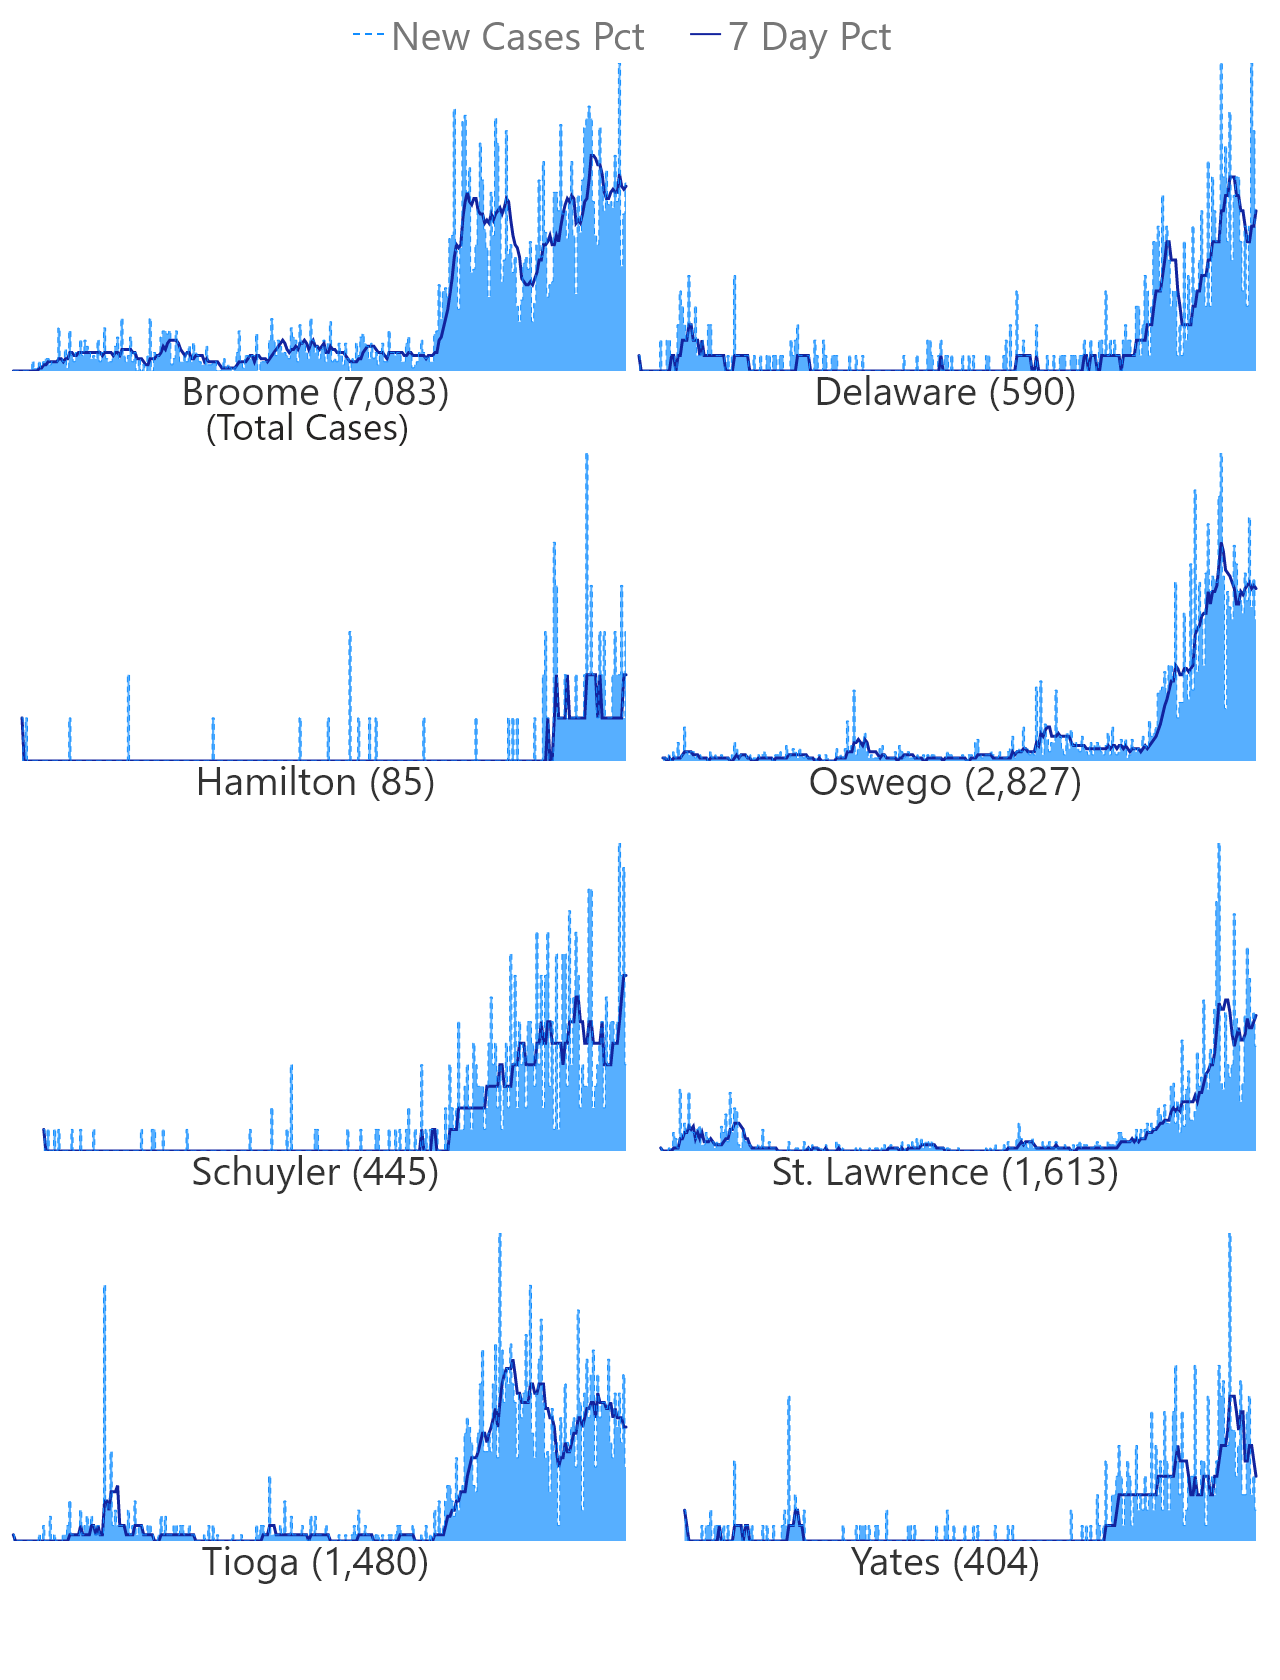 New Cases Pct 7 Day Pct
Broome (7,083) Delaware (590)
(Total Cases)
Hamilton (85) Oswego (2,827)
Schuyler (445) St. Lawrence (1,613)
Tioga (1,480) Yates (404)